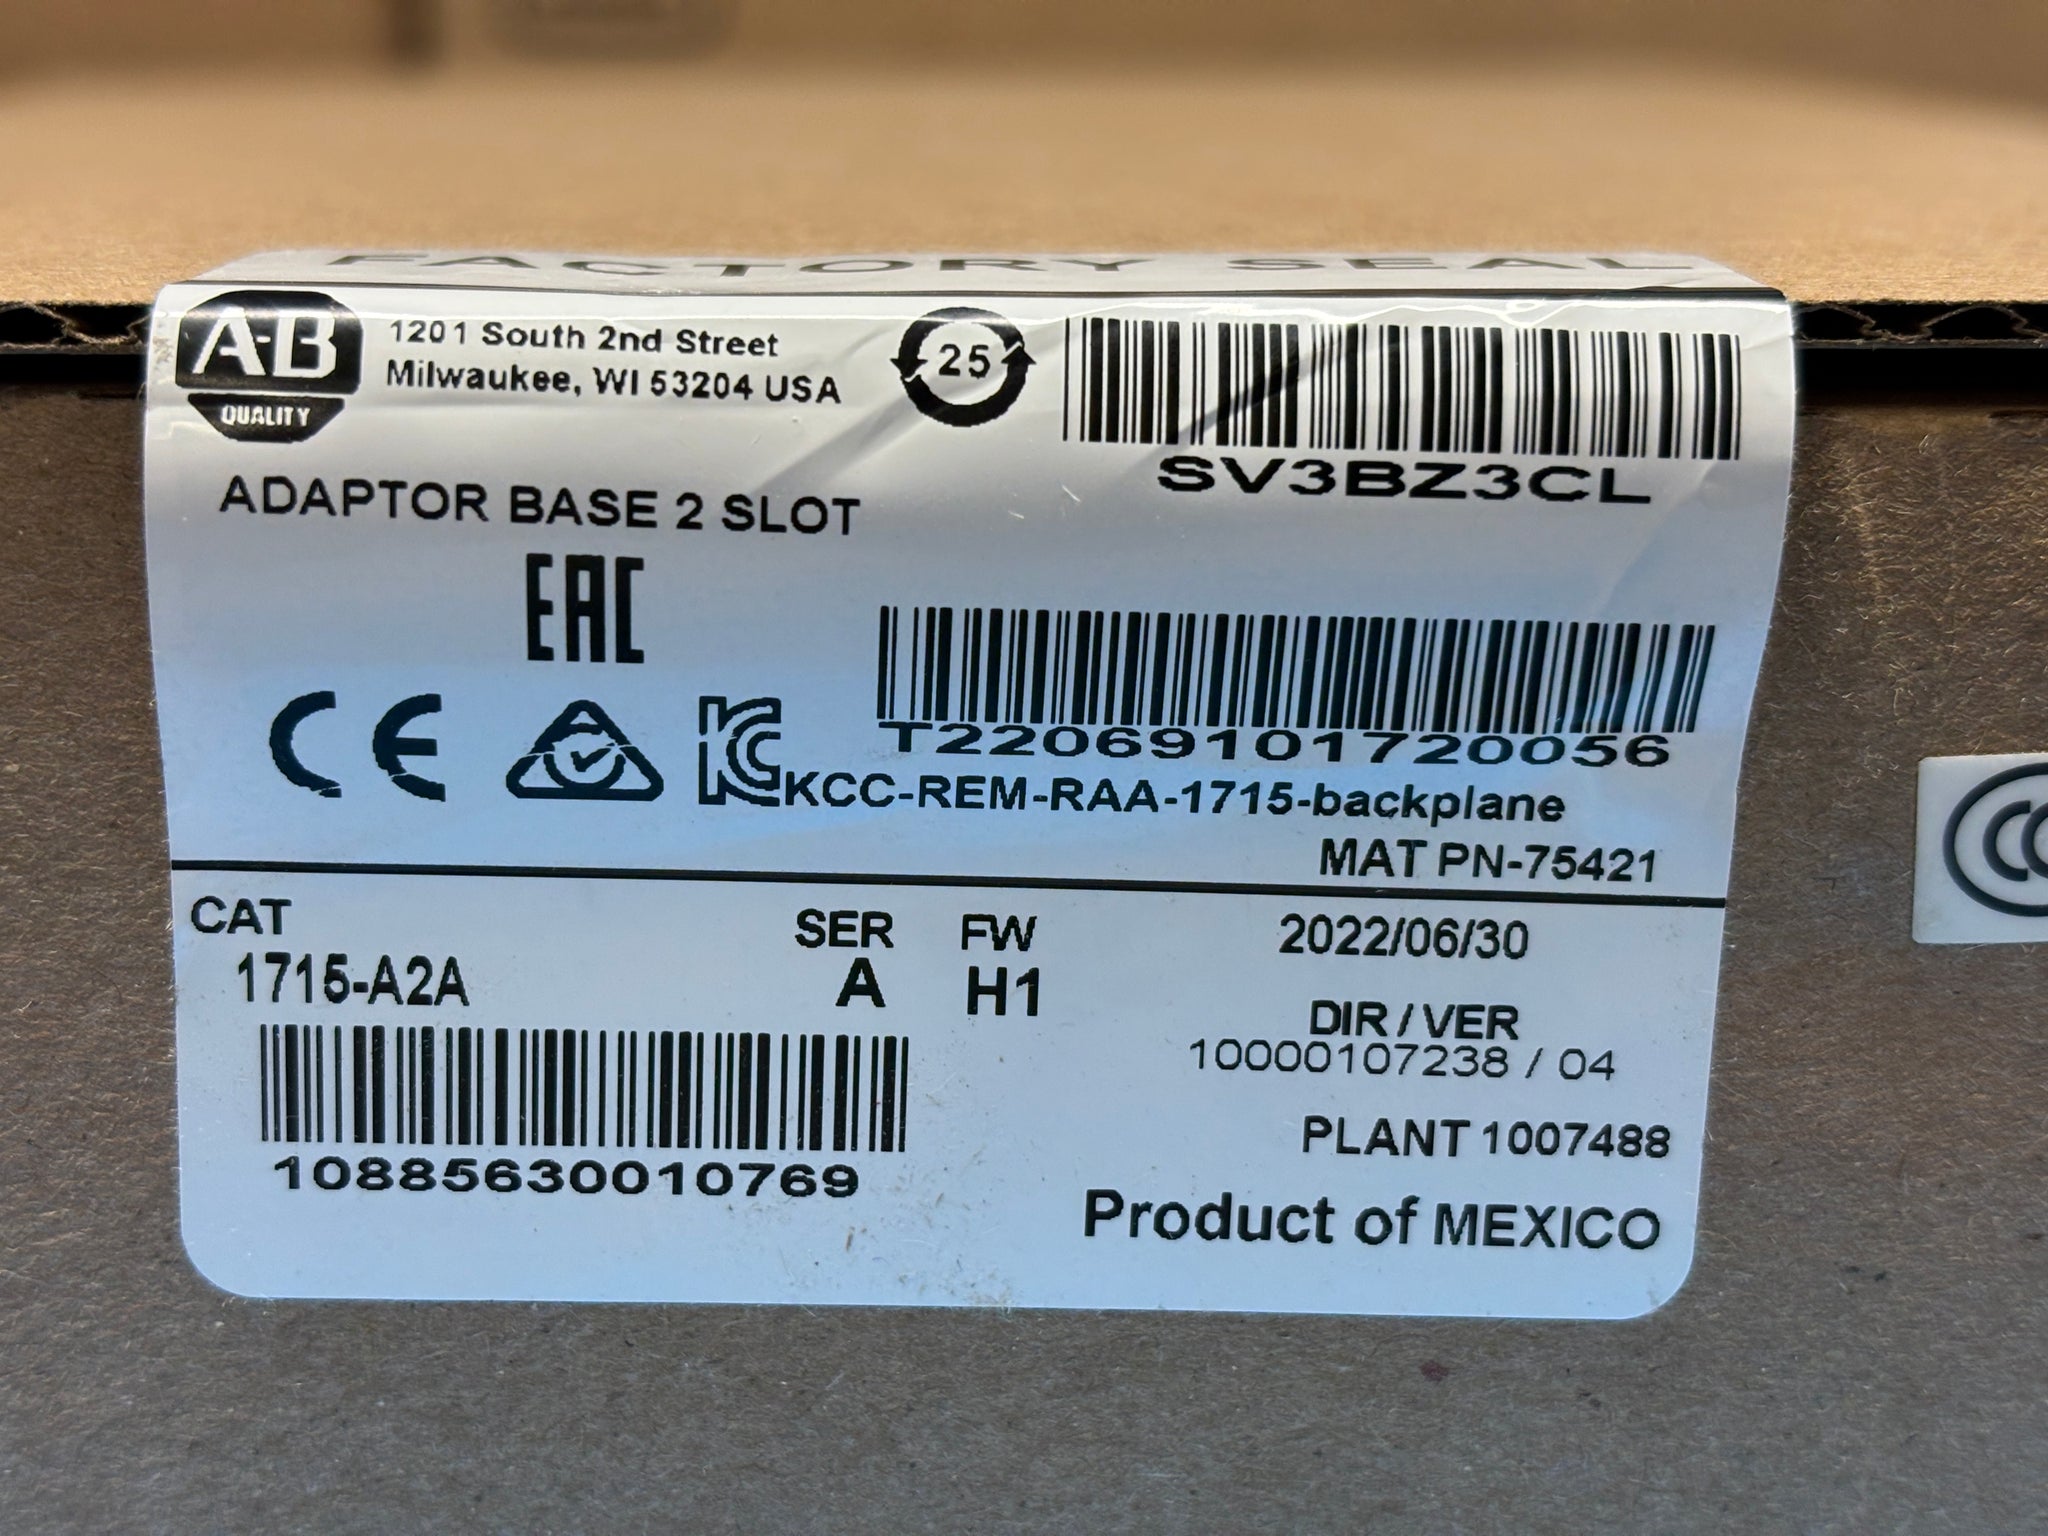 FACTORY SEAL
A-B
QUALITY
1201 South 2nd Street
Milwaukee, WI 53204 USA
25
SV3BZ3CL
ADAPTOR BASE 2 SLOT
EAC
CE
KC
T22069101720056
KCC-REM-RAA-1715-backplane
MAT PN-75421
CAT
1715-A2A
SER
A
FW
H1
2022/06/30
DIR / VER
10000107238 / 04
10885630010769
PLANT 1007488
Product of MEXICO